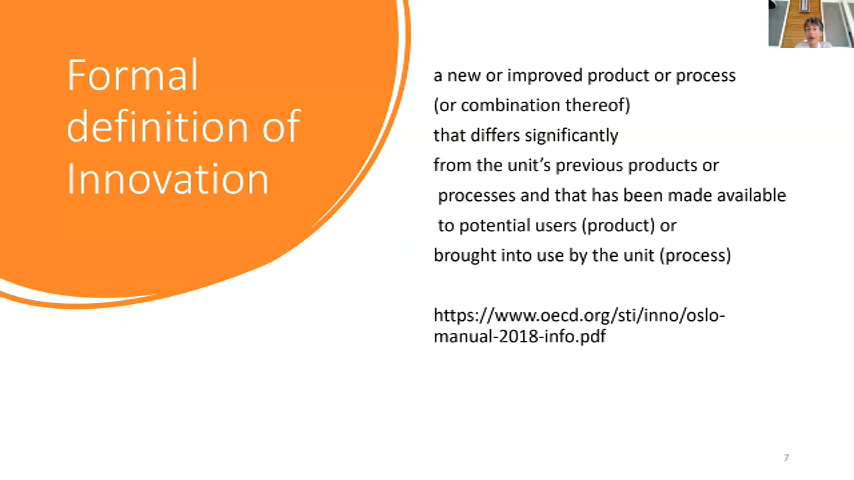 Formal
definition of
Innovation
a new or improved product or process
(or combination thereof)
that differs significantly
from the unit’s previous products or
processes and that has been made available
to potential users (product) or
brought into use by the unit (process)
https://www.oecd.org/sti/inno/oslo-
manual-2018-info.pdf
7